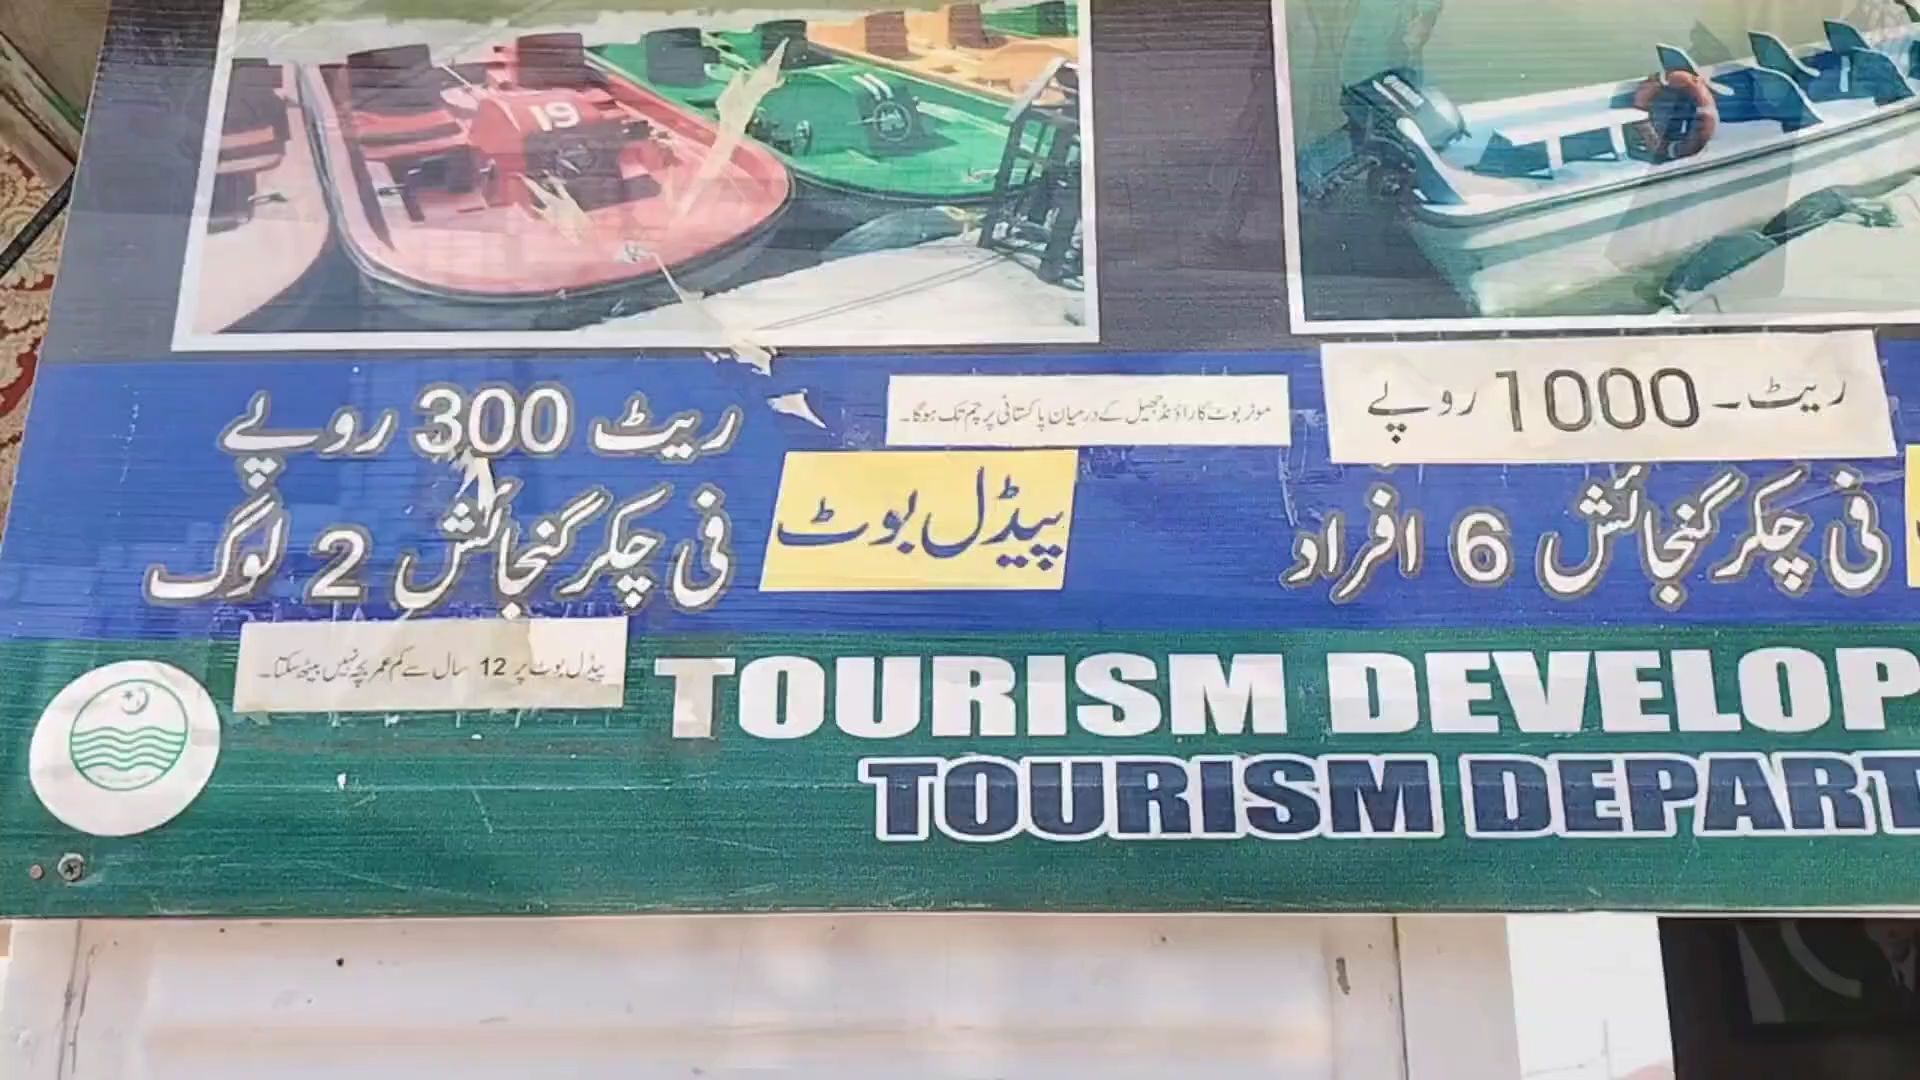 19
11
ریٹ 300 روپے
فی چکر گنجائش 2 لوگ
پیڈل بوٹ
موٹر بوٹ کا راؤنڈ جھیل کے درمیان پاکستانی پرچم تک ہوگا۔
ریٹ۔ 1000 روپے
فی چکر گنجائش 6 افراد
پیڈل بوٹ پر 12 سال سے کم عمر بچہ نہیں بیٹھ سکتا۔
TOURISM DEVELOP
TOURISM DEPART